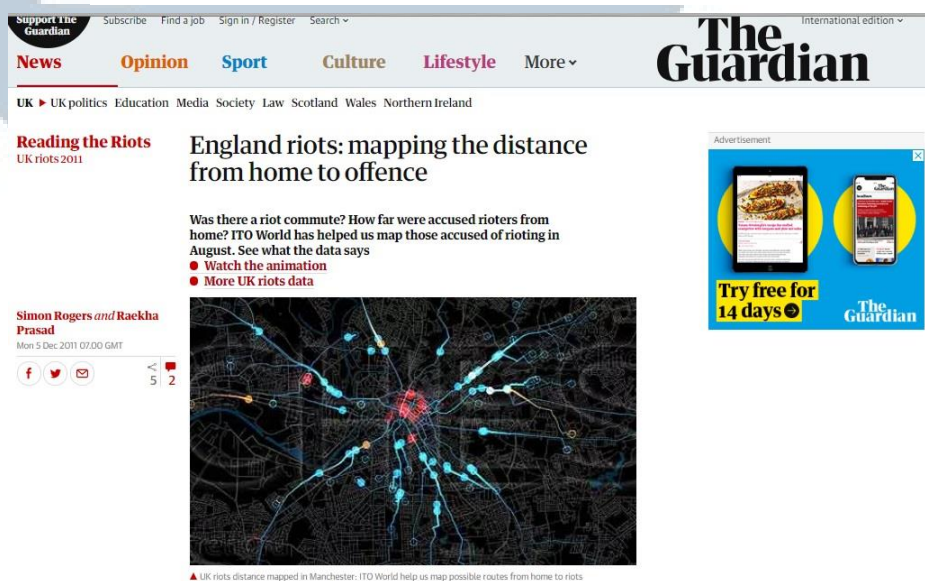 Support The
Guardian
Subscribe Find a job Sign in / Register Search
International edition
The
Guardian
News Opinion Sport Culture Lifestyle More
UK UK politics Education Media Society Law Scotland Wales Northern Ireland
Reading the Riots
UK riots 2011
England riots: mapping the distance
from home to offence
Was there a riot commute? How far were accused rioters from
home? ITO World has helped us map those accused of rioting in
August. See what the data says
Watch the animation
More UK riots data
Simon Rogers and Raekha
Prasad
Mon 5 Dec 2011 07.00 GMT
5 2
UK riots distance mapped in Manchester: ITO World help us map possible routes from home to riots
Advertisement
Try free for
14 days
The
Guardian